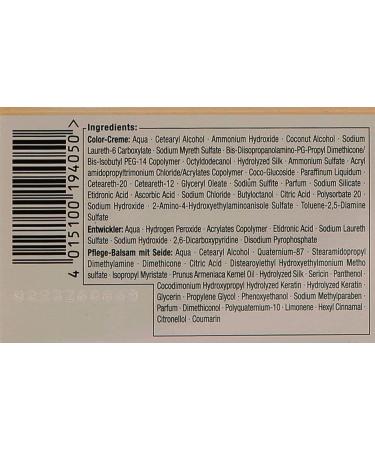 Ingredients:
Color-Creme: Aqua · Cetearyl Alcohol · Ammonium Hydroxide · Coconut Alcohol · Sodium
Laureth-6 Carboxylate · Sodium Myreth Sulfate · Bis-Diisopropanolamino-PG-Propyl Dimethicone/
Bis-Isobutyl PEG-14 Copolymer · Octyldodecanol · Hydrolyzed Silk · Ammonium Sulfate · Acryl
amidopropyltrimonium Chloride/Acrylates Copolymer · Coco-Glucoside · Paraffinum Liquidum ·
Ceteareth-20 · Ceteareth-12 · Glyceryl Oleate · Sodium Sulfite · Parfum · Sodium Silicate ·
Etidronic Acid · Sodium Chloride · Butyloctanol · Citric Acid · Polysorbate 20 ·
Sodium Hydroxide · 2-Amino-4-Hydroxyethylaminoanisole Sulfate · Toluene-2,5-Diamine
Sulfate
Entwickler: Aqua · Hydrogen Peroxide · Acrylates Copolymer · Etidronic Acid · Sodium Laureth
Sulfate · Sodium Hydroxide · 2,6-Dicarboxypyridine · Disodium Pyrophosphate
Pflege-Balsam mit Seide: Aqua · Cetearyl Alcohol · Quaternium-87 · Stearamidopropyl
Dimethylamine · Dimethicone · Citric Acid · Distearoylethyl Hydroxyethylmonium Metho
sulfate · Isopropyl Myristate · Prunus Armeniaca Kernel Oil · Hydrolyzed Silk · Sericin · Panthenol ·
Cocodimonium Hydroxypropyl Hydrolyzed Keratin · Hydrolyzed Keratin ·
Glycerin · Propylene Glycol · Phenoxyethanol · Sodium Methylparaben ·
Parfum · Dimethiconol · Polyquaternium-10 · Limonene · Hexyl Cinnamal ·
Citronellol · Coumarin
4 015100 194050 >